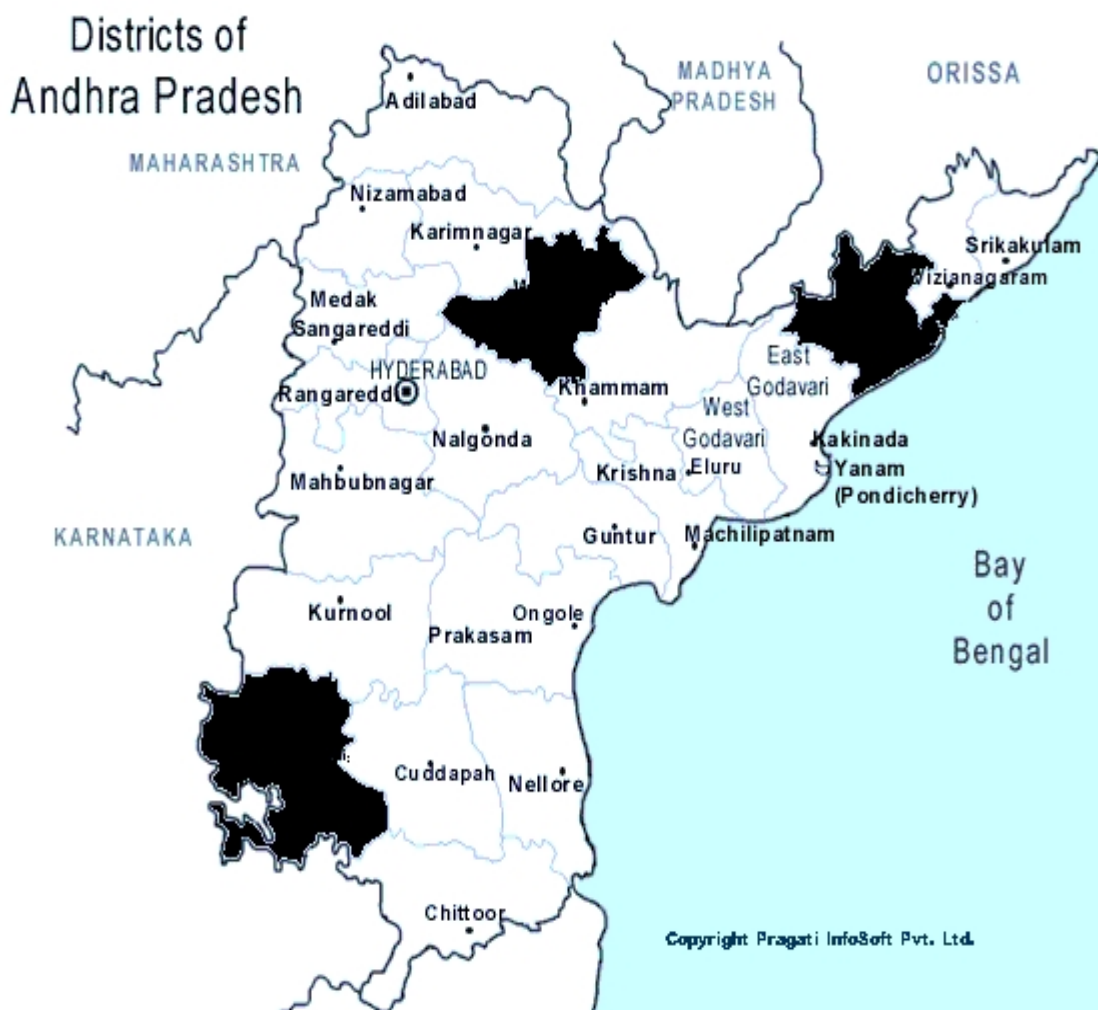 Districts of
Andhra Pradesh
MADHYA
PRADESH
ORISSA
Adilabad
MAHARASHTRA
Nizamabad
Karimnagar
Srikakulam
Vizianagaram
Medak
Sangareddi
HYDERABAD
East
Godavari
Rangareddi
Khammam
West
Godavari
Nalgonda
Kakinada
Mahbubnagar
Krishna
Eluru
Yanam
(Pondicherry)
KARNATAKA
Guntur
Machilipatnam
Bay
of
Bengal
Kurnool
Ongole
Prakasam
Cuddapah
Nellore
Chittoor
Copyright Pragati InfoSoft Pvt. Ltd.